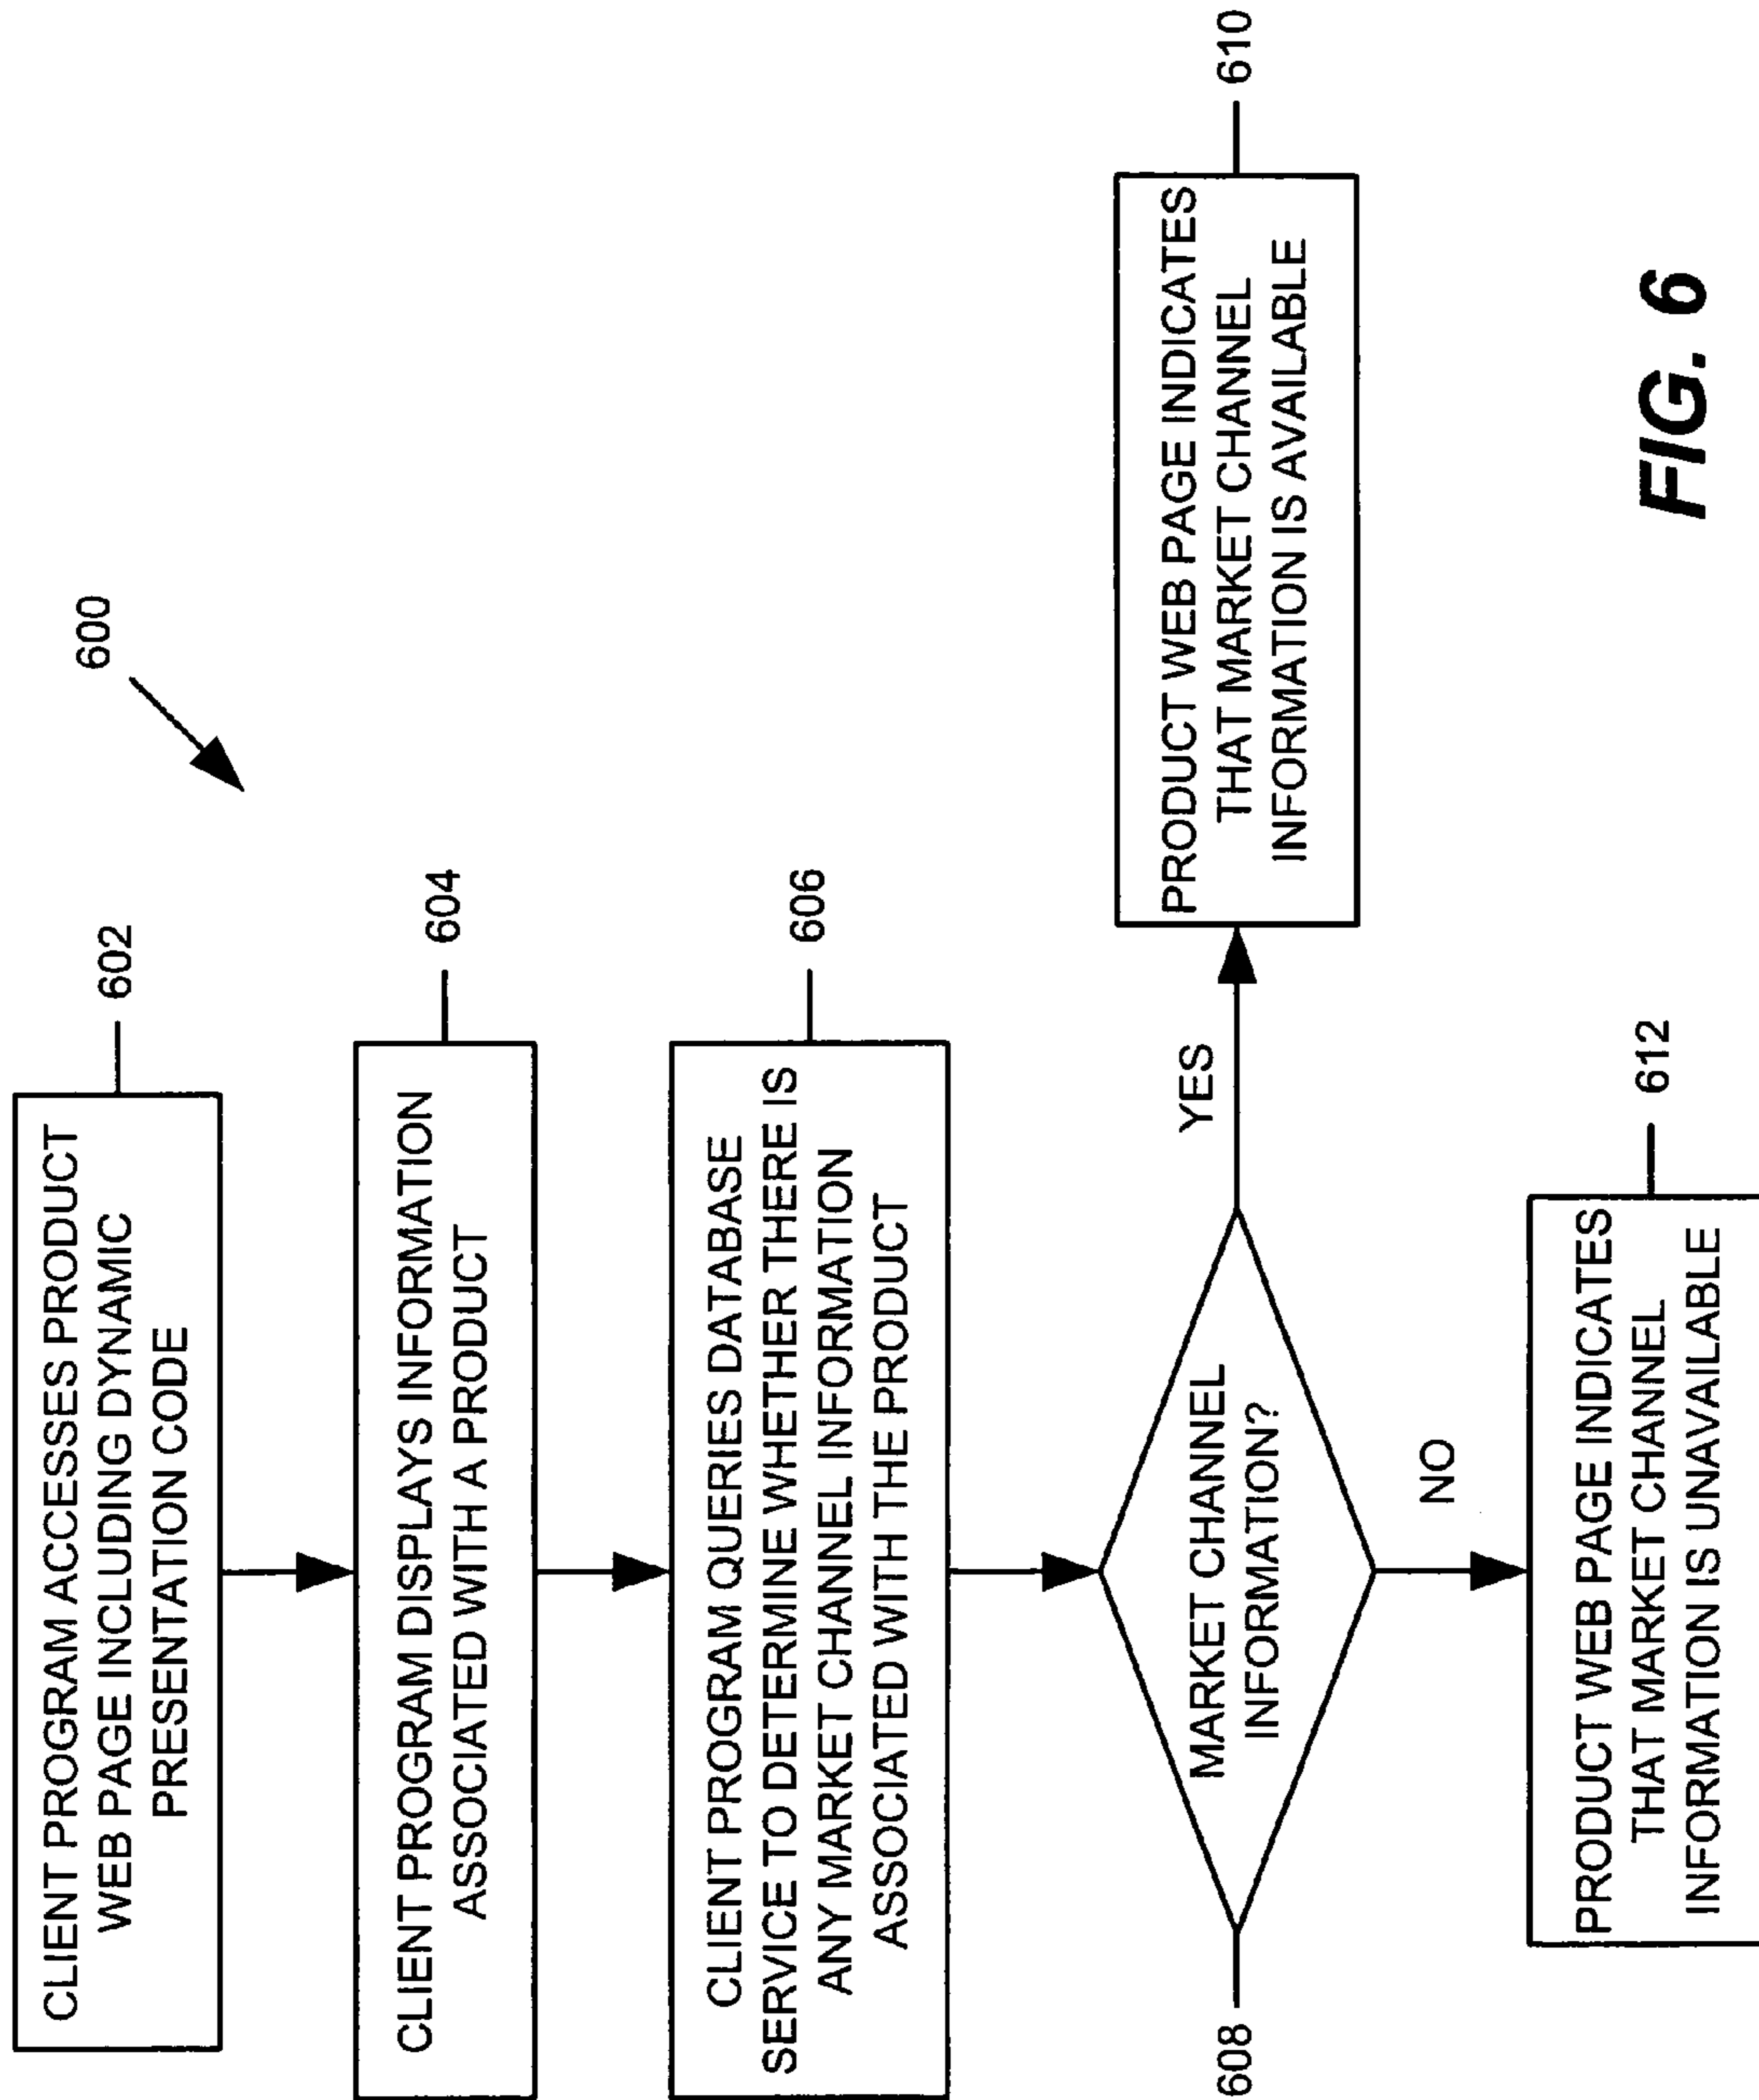 600
CLIENT PROGRAM ACCESSES PRODUCT
WEB PAGE INCLUDING DYNAMIC
PRESENTATION CODE
602
CLIENT PROGRAM DISPLAYS INFORMATION
ASSOCIATED WITH A PRODUCT
604
CLIENT PROGRAM QUERIES DATABASE
SERVICE TO DETERMINE WHETHER THERE IS
ANY MARKET CHANNEL INFORMATION
ASSOCIATED WITH THE PRODUCT
606
608
MARKET CHANNEL
INFORMATION?
YES
PRODUCT WEB PAGE INDICATES
THAT MARKET CHANNEL
INFORMATION IS AVAILABLE
610
NO
PRODUCT WEB PAGE INDICATES
THAT MARKET CHANNEL
INFORMATION IS UNAVAILABLE
612
FIG. 6